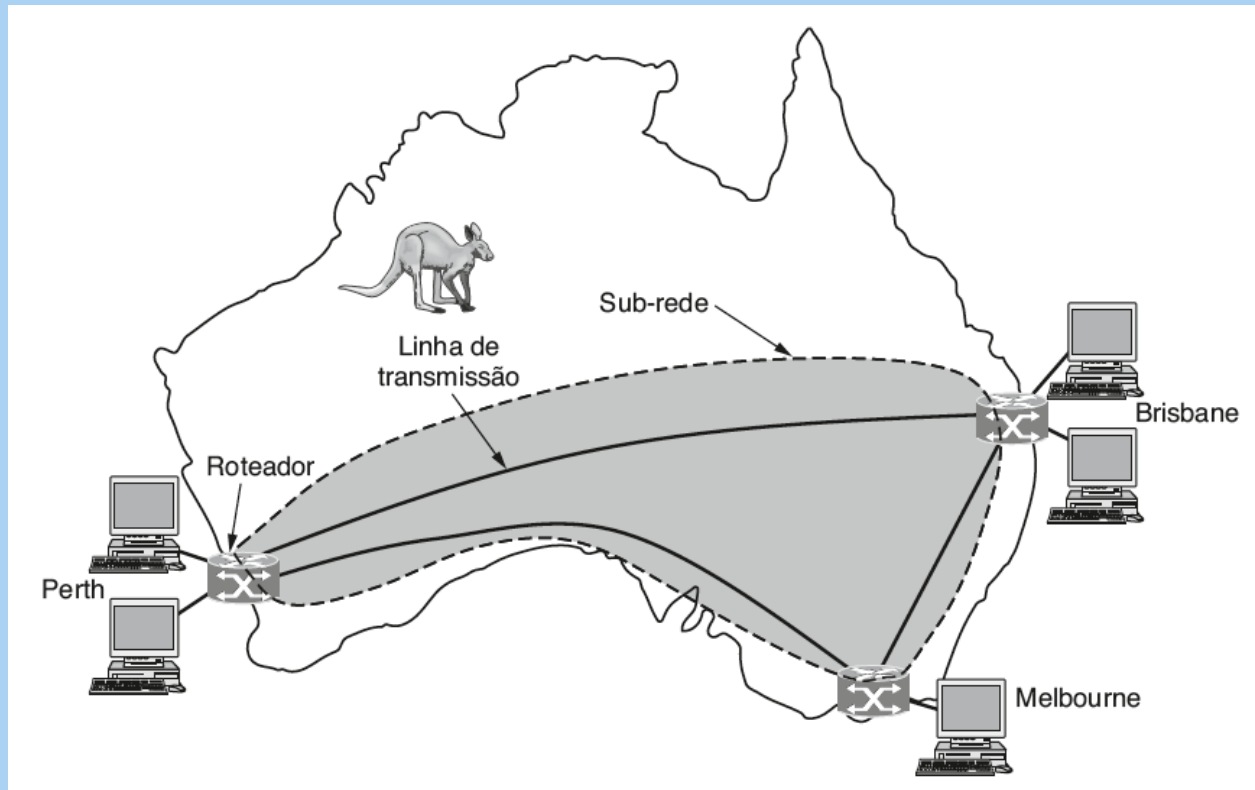 Sub-rede
Linha de
transmissão
Brisbane
Roteador
Perth
Melbourne